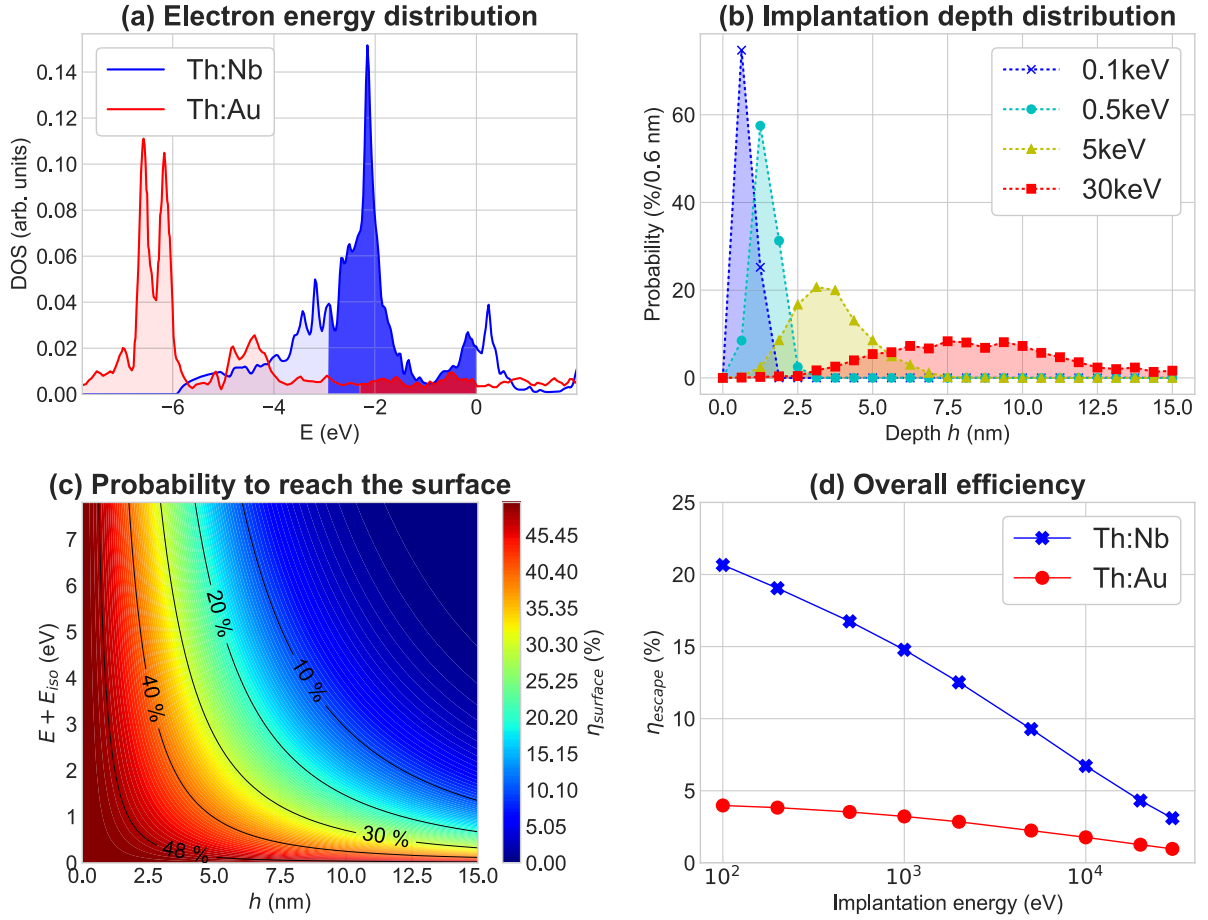 (a) Electron energy distribution
Th:Nb
Th:Au
0.14
0.12
0.10
0.08
0.06
0.04
0.02
0.00
DOS (arb. units)
−6
−4
−2
0
E (eV)
(b) Implantation depth distribution
0.1keV
0.5keV
5keV
30keV
60
40
20
0
Probability (%/0.6 nm)
0.0
2.5
5.0
7.5
10.0
12.5
15.0
Depth h (nm)
(c) Probability to reach the surface
7
6
5
4
3
2
1
0
E + E_iso (eV)
40 %
20 %
10 %
30 %
48 %
0.0
2.5
5.0
7.5
10.0
12.5
15.0
h (nm)
45.45
40.40
35.35
30.30
25.25
20.20
15.15
10.10
5.05
0.00
η_surface (%)
(d) Overall efficiency
Th:Nb
Th:Au
25
20
15
10
5
0
η_escape (%)
10²
10³
10⁴
Implantation energy (eV)